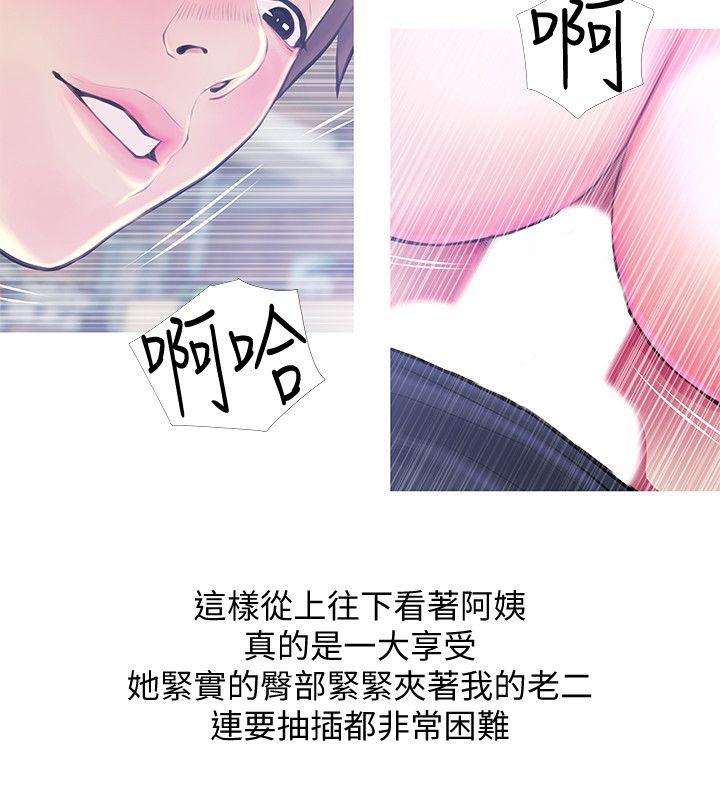 啊
啊哈
這樣從上往下看著阿姨
真的是一大享受
她緊實的臀部緊緊夾著我的老二
連要抽插都非常困難